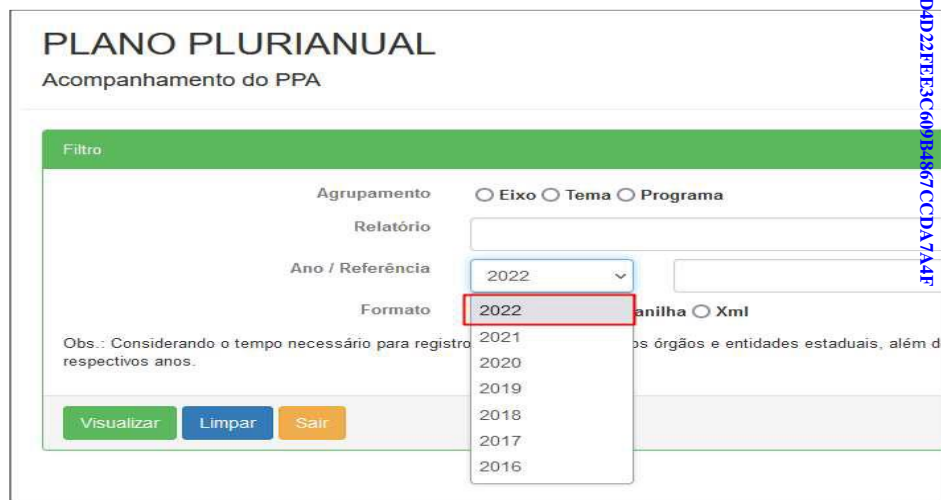 PLANO PLURIANUAL
Acompanhamento do PPA
Filtro
Agrupamento Eixo Tema Programa
Relatório
Ano / Referência 2022
Formato anilha Xml
2022
2021
2020
2019
2018
2017
2016
Obs.: Considerando o tempo necessário para registro os órgãos e entidades estaduais, além d
respectivos anos.
Visualizar Limpar Sair
D4D22FEE3C609B4867CCDA7A4F